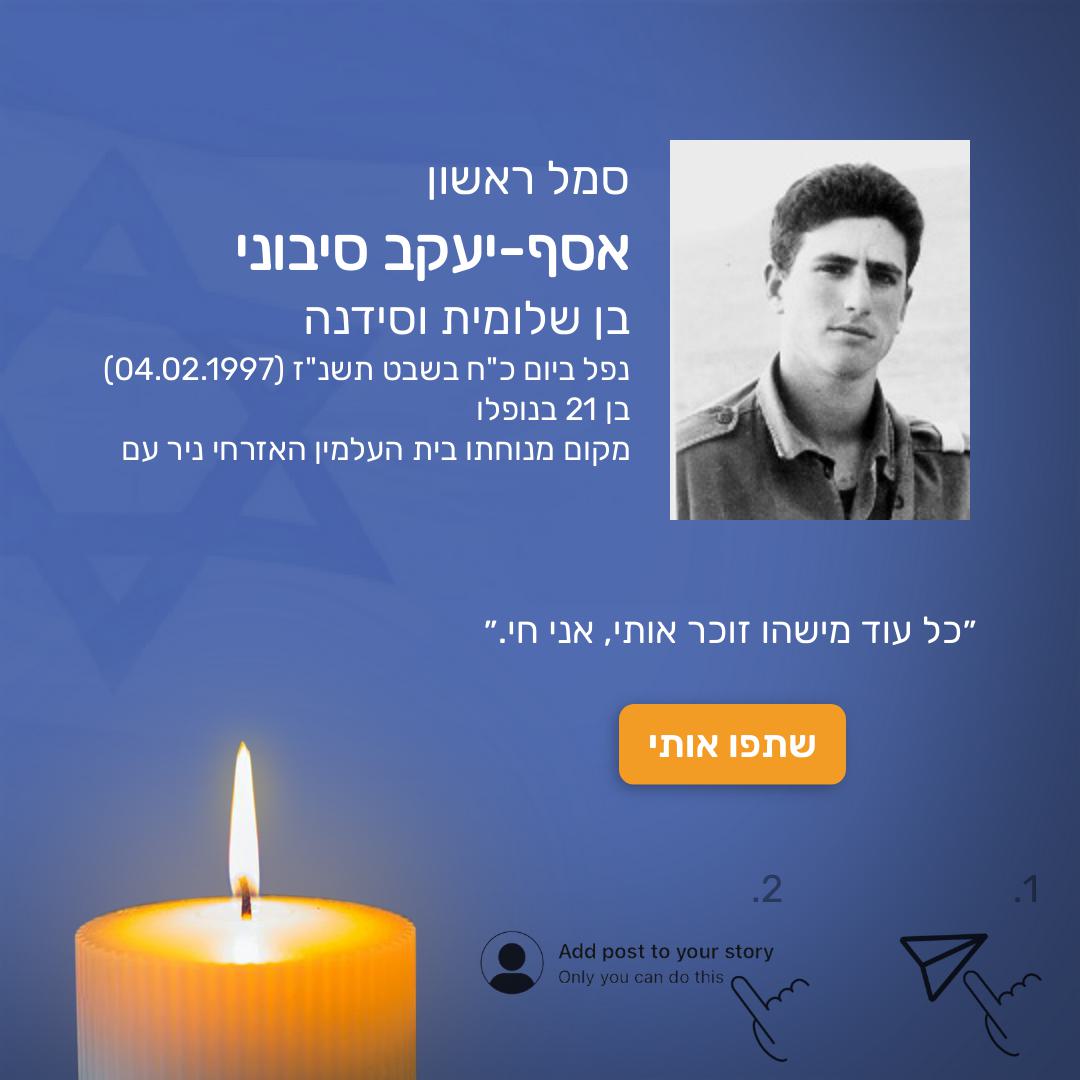 סמל ראשון
אסף-יעקב סיבוני
בן שלומית וסידנה
נפל ביום כ"ח בשבט תשנ"ז (04.02.1997)
בן 21 בנופלו
מקום מנוחתו בית העלמין האזרחי ניר עם
״כל עוד מישהו זוכר אותי, אני חי.״
שתפו אותי
.1
.2
Add post to your story
Only you can do this